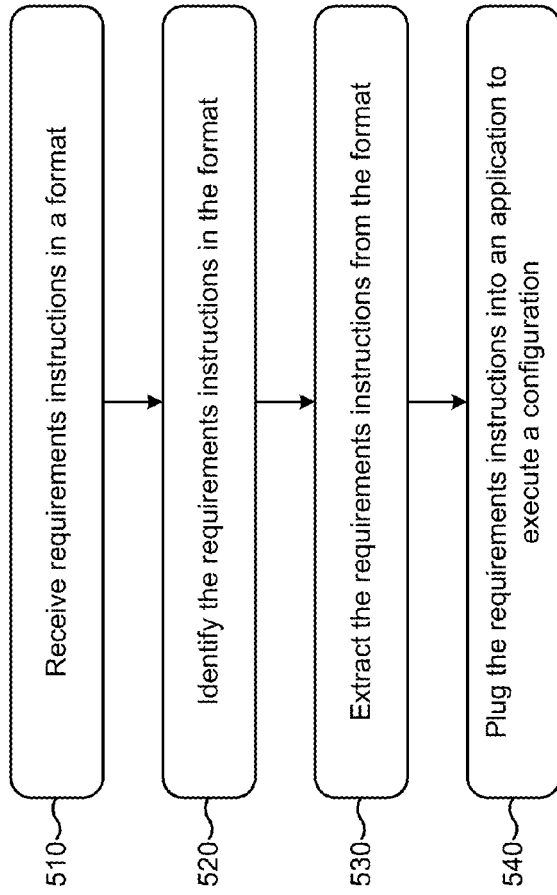 510
Receive requirements instructions in a format
520
Identify the requirements instructions in the format
530
Extract the requirements instructions from the format
540
Plug the requirements instructions into an application to
execute a configuration